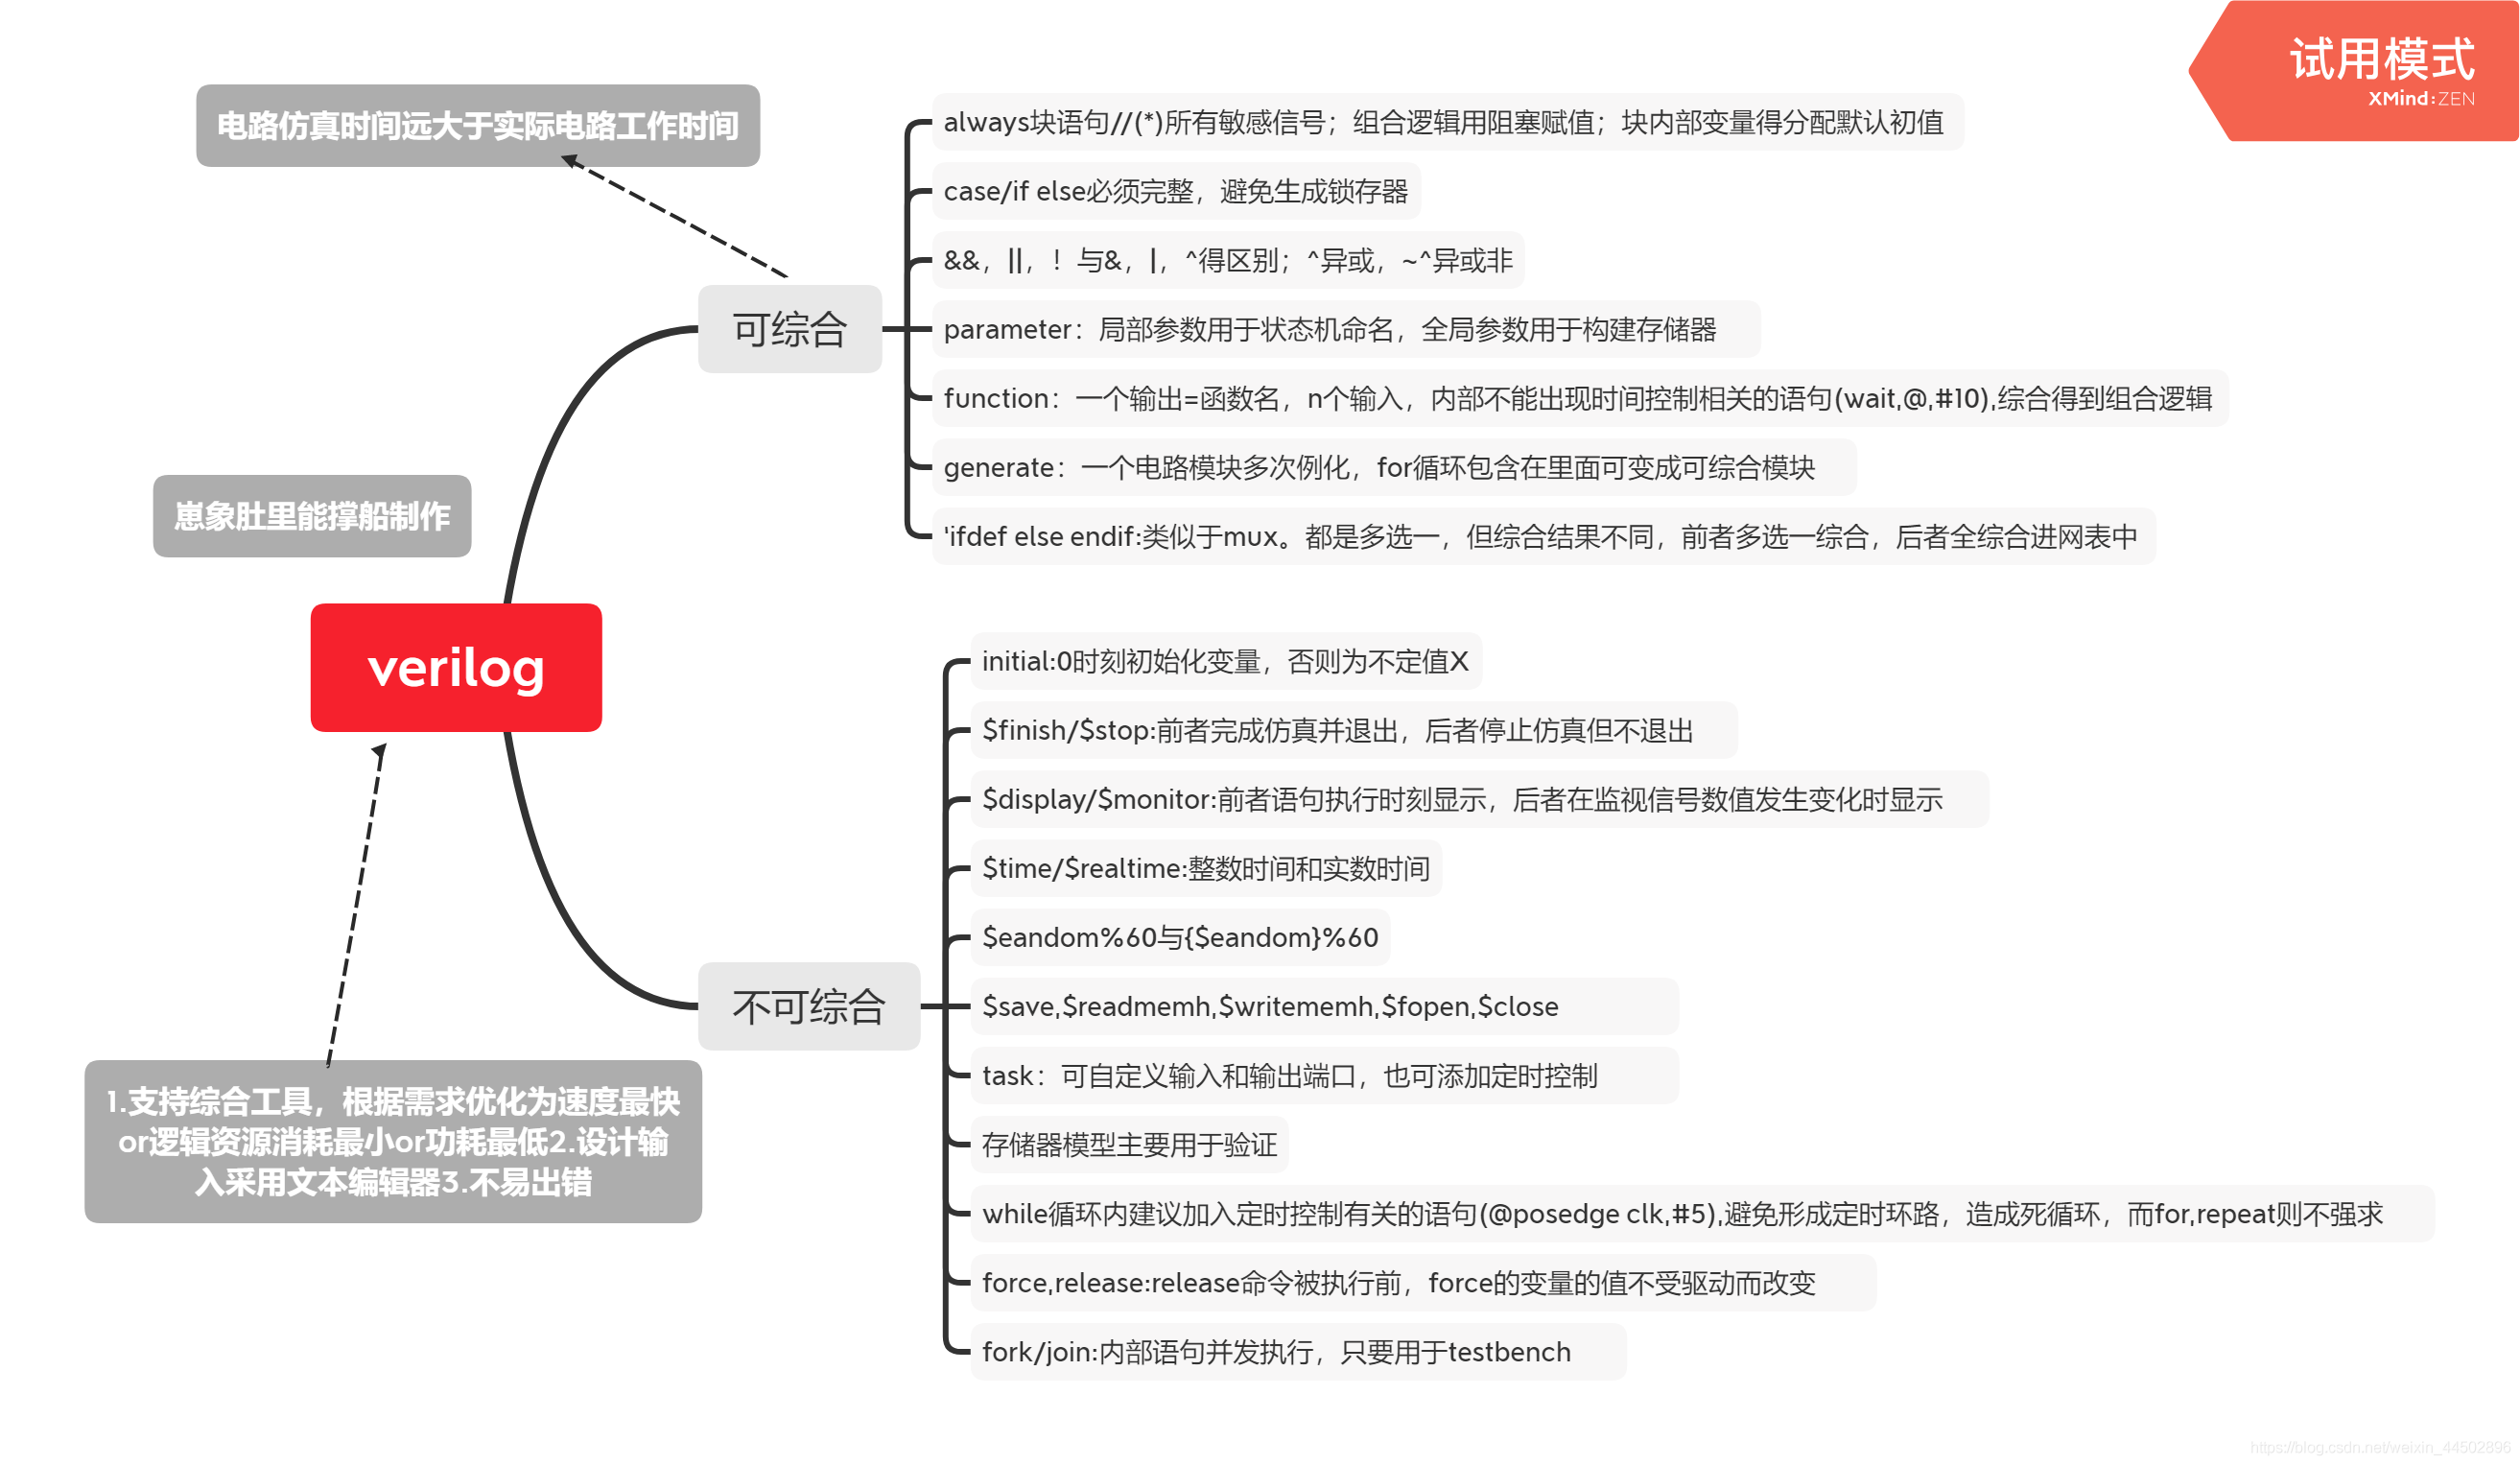 试用模式
XMind:ZEN
电路仿真时间远大于实际电路工作时间
always块语句//(*)所有敏感信号；组合逻辑用阻塞赋值；块内部变量得分配默认初值
case/if else必须完整，避免生成锁存器
&&，||，！与&，|，^得区别；^异或，~^异或非
可综合
parameter：局部参数用于状态机命名，全局参数用于构建存储器
function：一个输出=函数名，n个输入，内部不能出现时间控制相关的语句(wait,@,#10),综合得到组合逻辑
generate：一个电路模块多次例化，for循环包含在里面可变成可综合模块
'ifdef else endif:类似于mux。都是多选一，但综合结果不同，前者多选一综合，后者全综合进网表中
崽象肚里能撑船制作
verilog
initial:0时刻初始化变量，否则为不定值X
$finish/$stop:前者完成仿真并退出，后者停止仿真但不退出
$display/$monitor:前者语句执行时刻显示，后者在监视信号数值发生变化时显示
$time/$realtime:整数时间和实数时间
$eandom%60与{$eandom}%60
不可综合
$save,$readmemh,$writememh,$fopen,$close
task：可自定义输入和输出端口，也可添加定时控制
存储器模型主要用于验证
while循环内建议加入定时控制有关的语句(@posedge clk,#5),避免形成定时环路，造成死循环，而for,repeat则不强求
force,release:release命令被执行前，force的变量的值不受驱动而改变
fork/join:内部语句并发执行，只要用于testbench
1.支持综合工具，根据需求优化为速度最快
or逻辑资源消耗最小or功耗最低2.设计输
入采用文本编辑器3.不易出错
https://blog.csdn.net/weixin_44502896